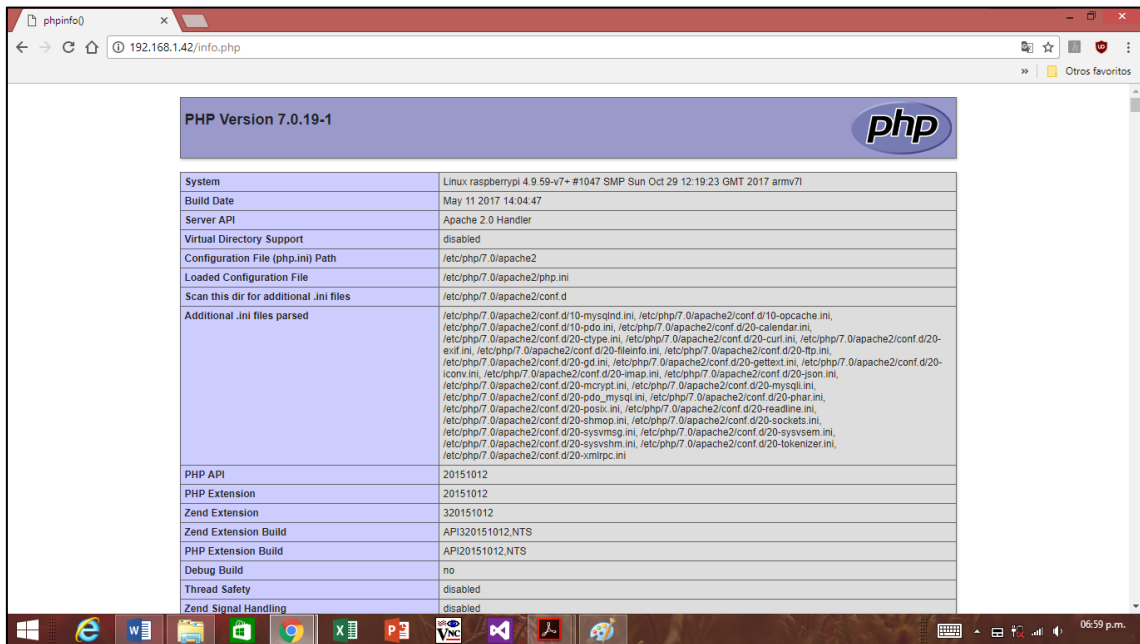 phpinfo()
192.168.1.42/info.php
Otros favoritos
PHP Version 7.0.19-1
php
System Linux raspberrypi 4.9.59-v7+ #1047 SMP Sun Oct 29 12:19:23 GMT 2017 armv7l
Build Date May 11 2017 14:04:47
Server API Apache 2.0 Handler
Virtual Directory Support disabled
Configuration File (php.ini) Path /etc/php/7.0/apache2
Loaded Configuration File /etc/php/7.0/apache2/php.ini
Scan this dir for additional .ini files /etc/php/7.0/apache2/conf.d
Additional .ini files parsed /etc/php/7.0/apache2/conf.d/10-mysqlnd.ini, /etc/php/7.0/apache2/conf.d/10-opcache.ini,
/etc/php/7.0/apache2/conf.d/10-pdo.ini, /etc/php/7.0/apache2/conf.d/20-calendar.ini,
/etc/php/7.0/apache2/conf.d/20-ctype.ini, /etc/php/7.0/apache2/conf.d/20-curl.ini, /etc/php/7.0/apache2/conf.d/20-
exif.ini, /etc/php/7.0/apache2/conf.d/20-fileinfo.ini, /etc/php/7.0/apache2/conf.d/20-ftp.ini,
/etc/php/7.0/apache2/conf.d/20-gd.ini, /etc/php/7.0/apache2/conf.d/20-gettext.ini, /etc/php/7.0/apache2/conf.d/20-
iconv.ini, /etc/php/7.0/apache2/conf.d/20-imap.ini, /etc/php/7.0/apache2/conf.d/20-json.ini,
/etc/php/7.0/apache2/conf.d/20-mcrypt.ini, /etc/php/7.0/apache2/conf.d/20-mysqli.ini,
/etc/php/7.0/apache2/conf.d/20-pdo_mysql.ini, /etc/php/7.0/apache2/conf.d/20-phar.ini,
/etc/php/7.0/apache2/conf.d/20-posix.ini, /etc/php/7.0/apache2/conf.d/20-readline.ini,
/etc/php/7.0/apache2/conf.d/20-shmop.ini, /etc/php/7.0/apache2/conf.d/20-sockets.ini,
/etc/php/7.0/apache2/conf.d/20-sysvmsg.ini, /etc/php/7.0/apache2/conf.d/20-sysvsem.ini,
/etc/php/7.0/apache2/conf.d/20-sysvshm.ini, /etc/php/7.0/apache2/conf.d/20-tokenizer.ini,
/etc/php/7.0/apache2/conf.d/20-xmlrpc.ini
PHP API 20151012
PHP Extension 20151012
Zend Extension 320151012
Zend Extension Build API320151012,NTS
PHP Extension Build API20151012,NTS
Debug Build no
Thread Safety disabled
Zend Signal Handling disabled
06:59 p.m.